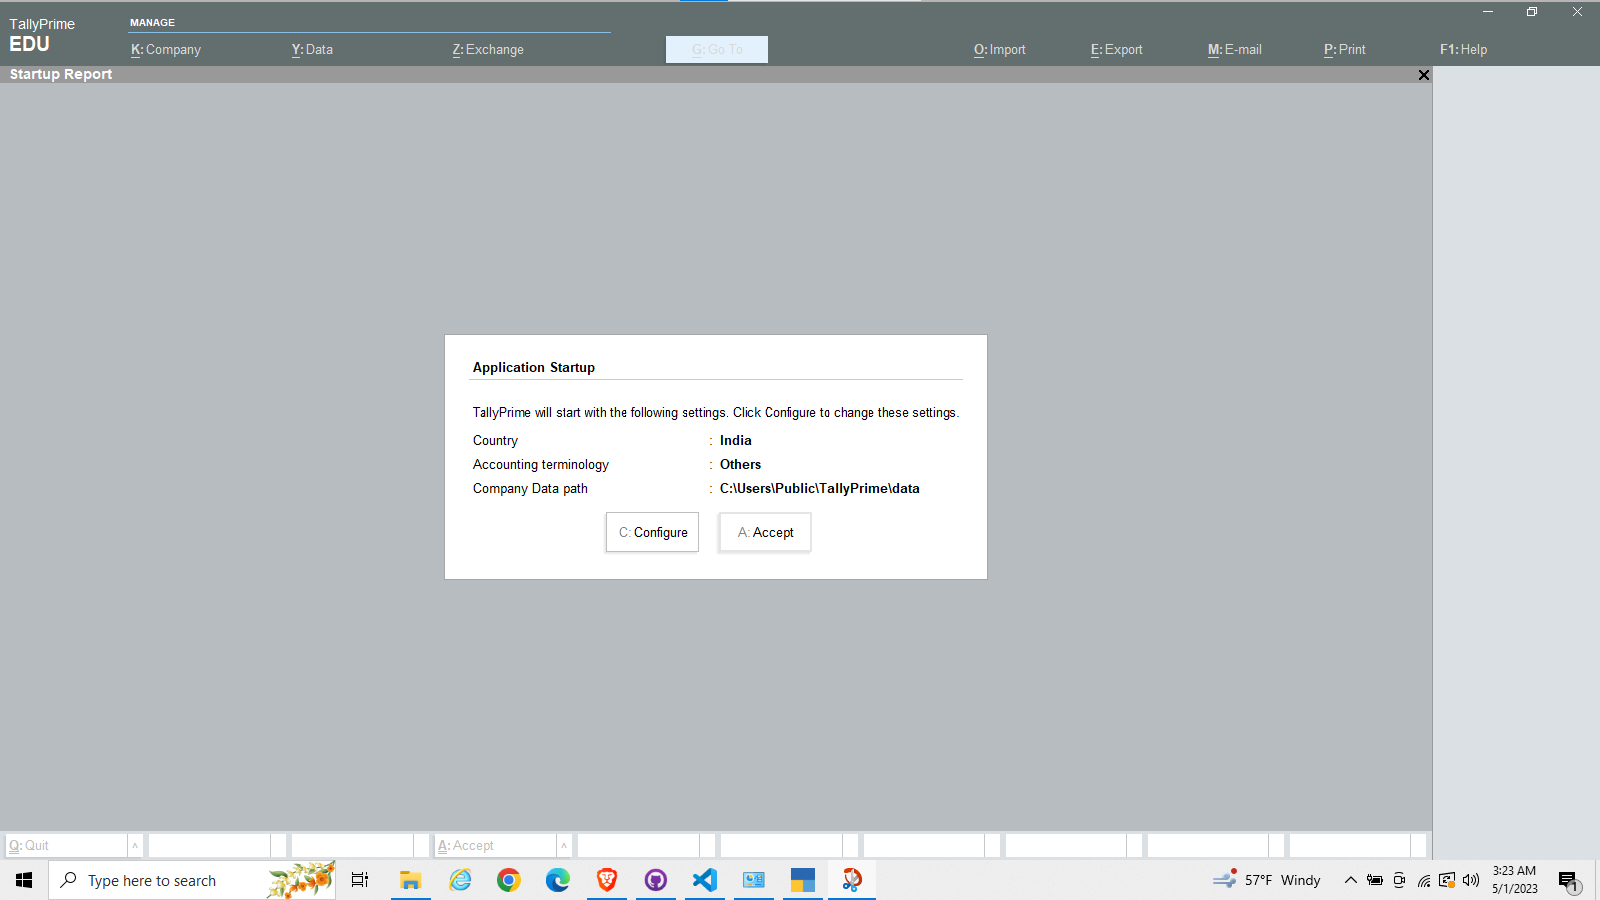 TallyPrime
EDU
MANAGE
K: Company Y: Data Z: Exchange G: Go To O: Import E: Export M: E-mail P: Print F1: Help
Startup Report
Application Startup
TallyPrime will start with the following settings. Click Configure to change these settings.
Country : India
Accounting terminology : Others
Company Data path : C:\Users\Public\TallyPrime\data
C: Configure A: Accept
Q: Quit ^ A: Accept ^
Type here to search
57°F Windy
3:23 AM
5/1/2023
1